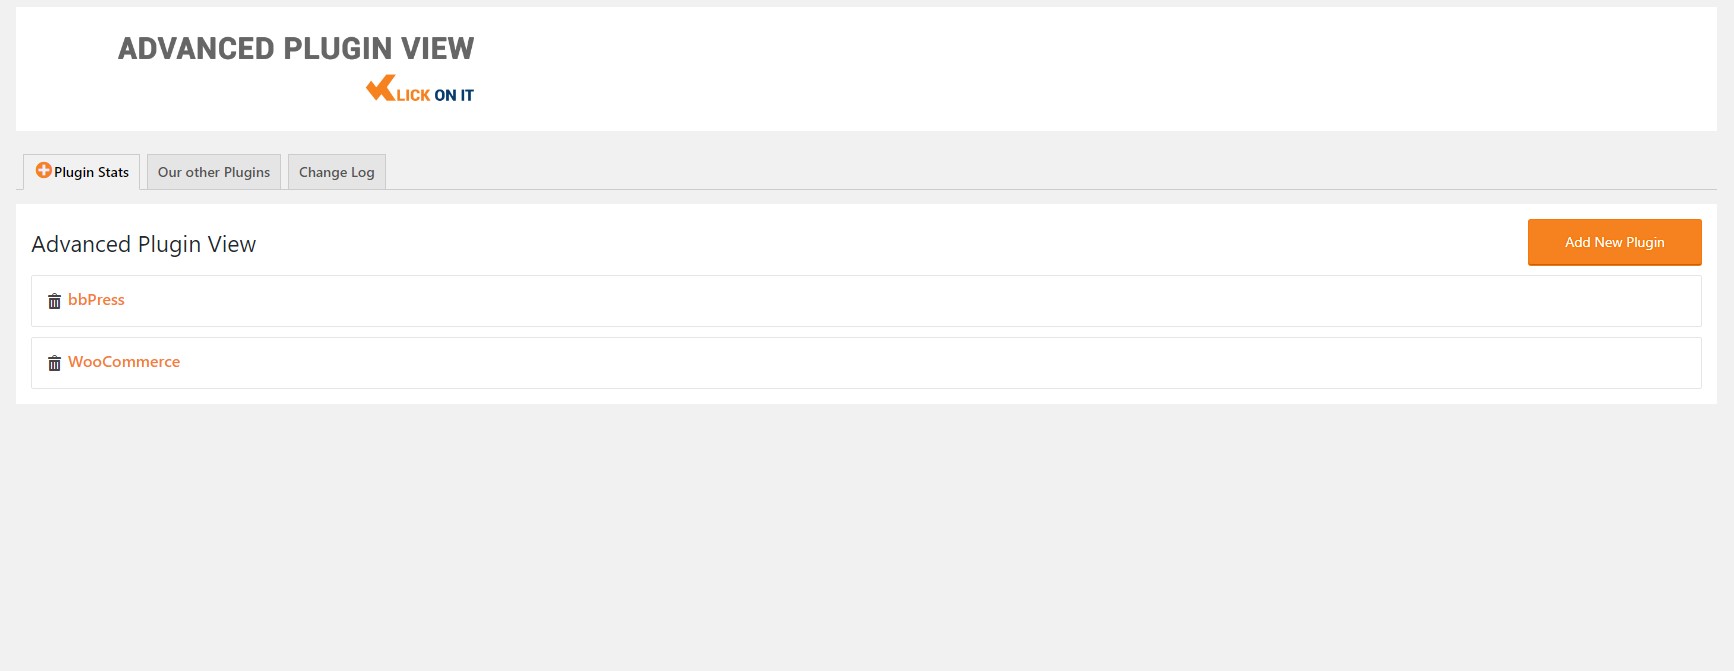 ADVANCED PLUGIN VIEW
KLICK ON IT
Plugin Stats
Our other Plugins
Change Log
Advanced Plugin View
Add New Plugin
bbPress
WooCommerce